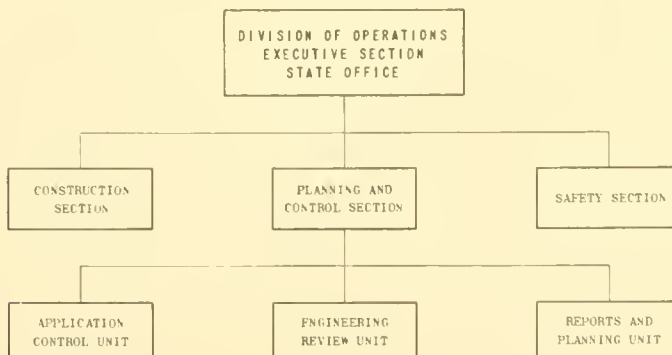 DIVISION OF OPERATIONS
EXECUTIVE SECTION
STATE OFFICE
CONSTRUCTION
SECTION
PLANNING AND
CONTROL SECTION
SAFETY SECTION
APPLICATION
CONTROL UNIT
ENGINEERING
REVIEW UNIT
REPORTS AND
PLANNING UNIT